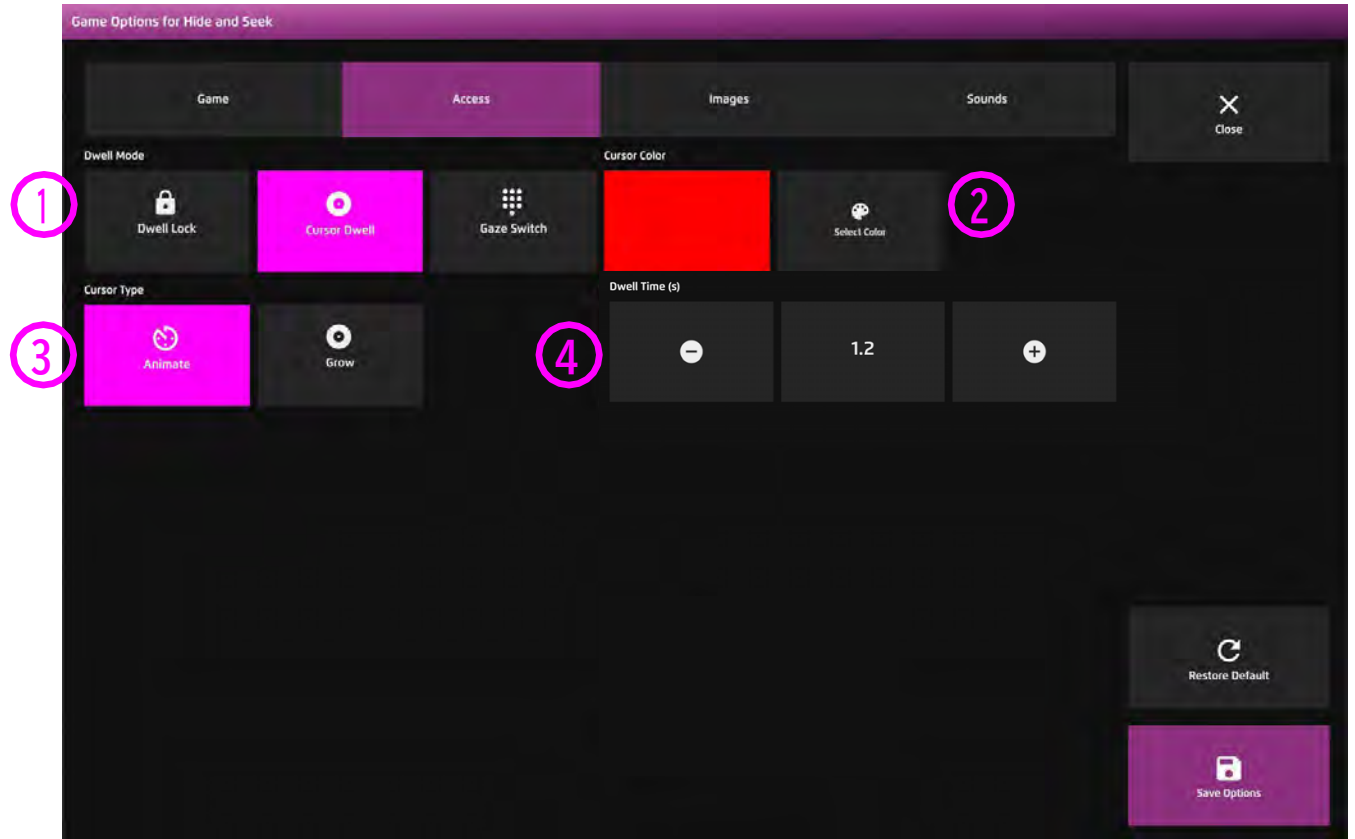 Game Options for Hide and Seek
Game Access Images Sounds
Close
Dwell Mode Cursor Color
1 Dwell Lock Cursor Dwell Gaze Switch Select Color 2
Cursor Type Dwell Time (s)
3 Animate Grow 4 1.2
Restore Default
Save Options